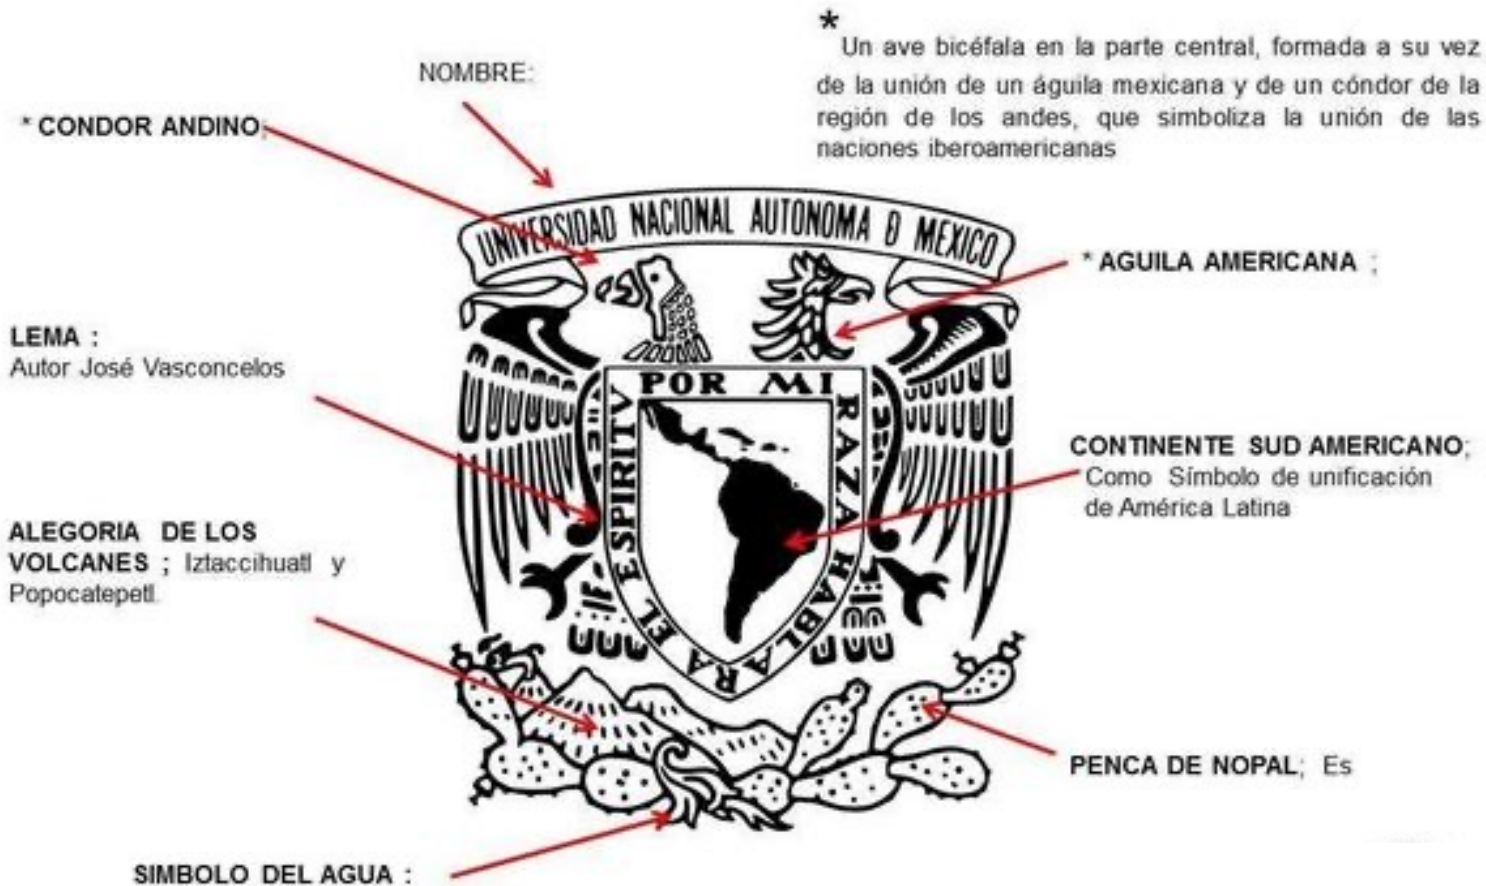 *
Un ave bicéfala en la parte central, formada a su vez
de la unión de un águila mexicana y de un cóndor de la
región de los andes, que simboliza la unión de las
naciones iberoamericanas
NOMBRE:
* CONDOR ANDINO;
UNIVERSIDAD NACIONAL AUTONOMA D MEXICO
* AGUILA AMERICANA ;
LEMA :
Autor José Vasconcelos
POR MI RAZA HABLARA EL ESPIRITV
CONTINENTE SUD AMERICANO;
Como Símbolo de unificación
de América Latina
ALEGORIA DE LOS
VOLCANES ; Iztaccihuatl y
Popocatepetl.
PENCA DE NOPAL; Es
SIMBOLO DEL AGUA :